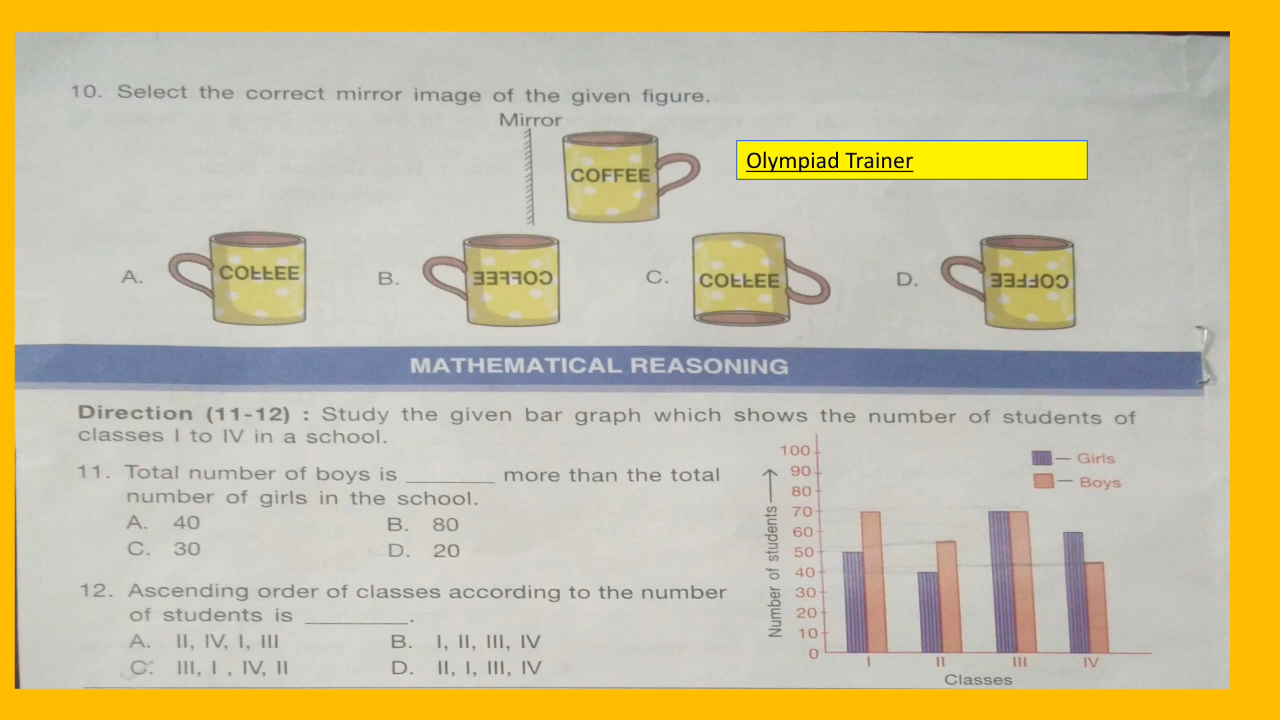 10. Select the correct mirror image of the given figure.
Mirror
COFFEE
Olympiad Trainer
A. COFFEE
B. COFFEE
C. COFFEE
D. COFFEE
MATHEMATICAL REASONING
Direction (11-12) : Study the given bar graph which shows the number of students of
classes I to IV in a school.
11. Total number of boys is _______ more than the total
number of girls in the school.
A. 40 B. 80
C. 30 D. 20
12. Ascending order of classes according to the number
of students is ________.
A. II, IV, I, III B. I, II, III, IV
C. III, I , IV, II D. II, I, III, IV
100
90
80
70
60
50
40
30
20
10
0
Number of students
Girls
Boys
I II III IV
Classes